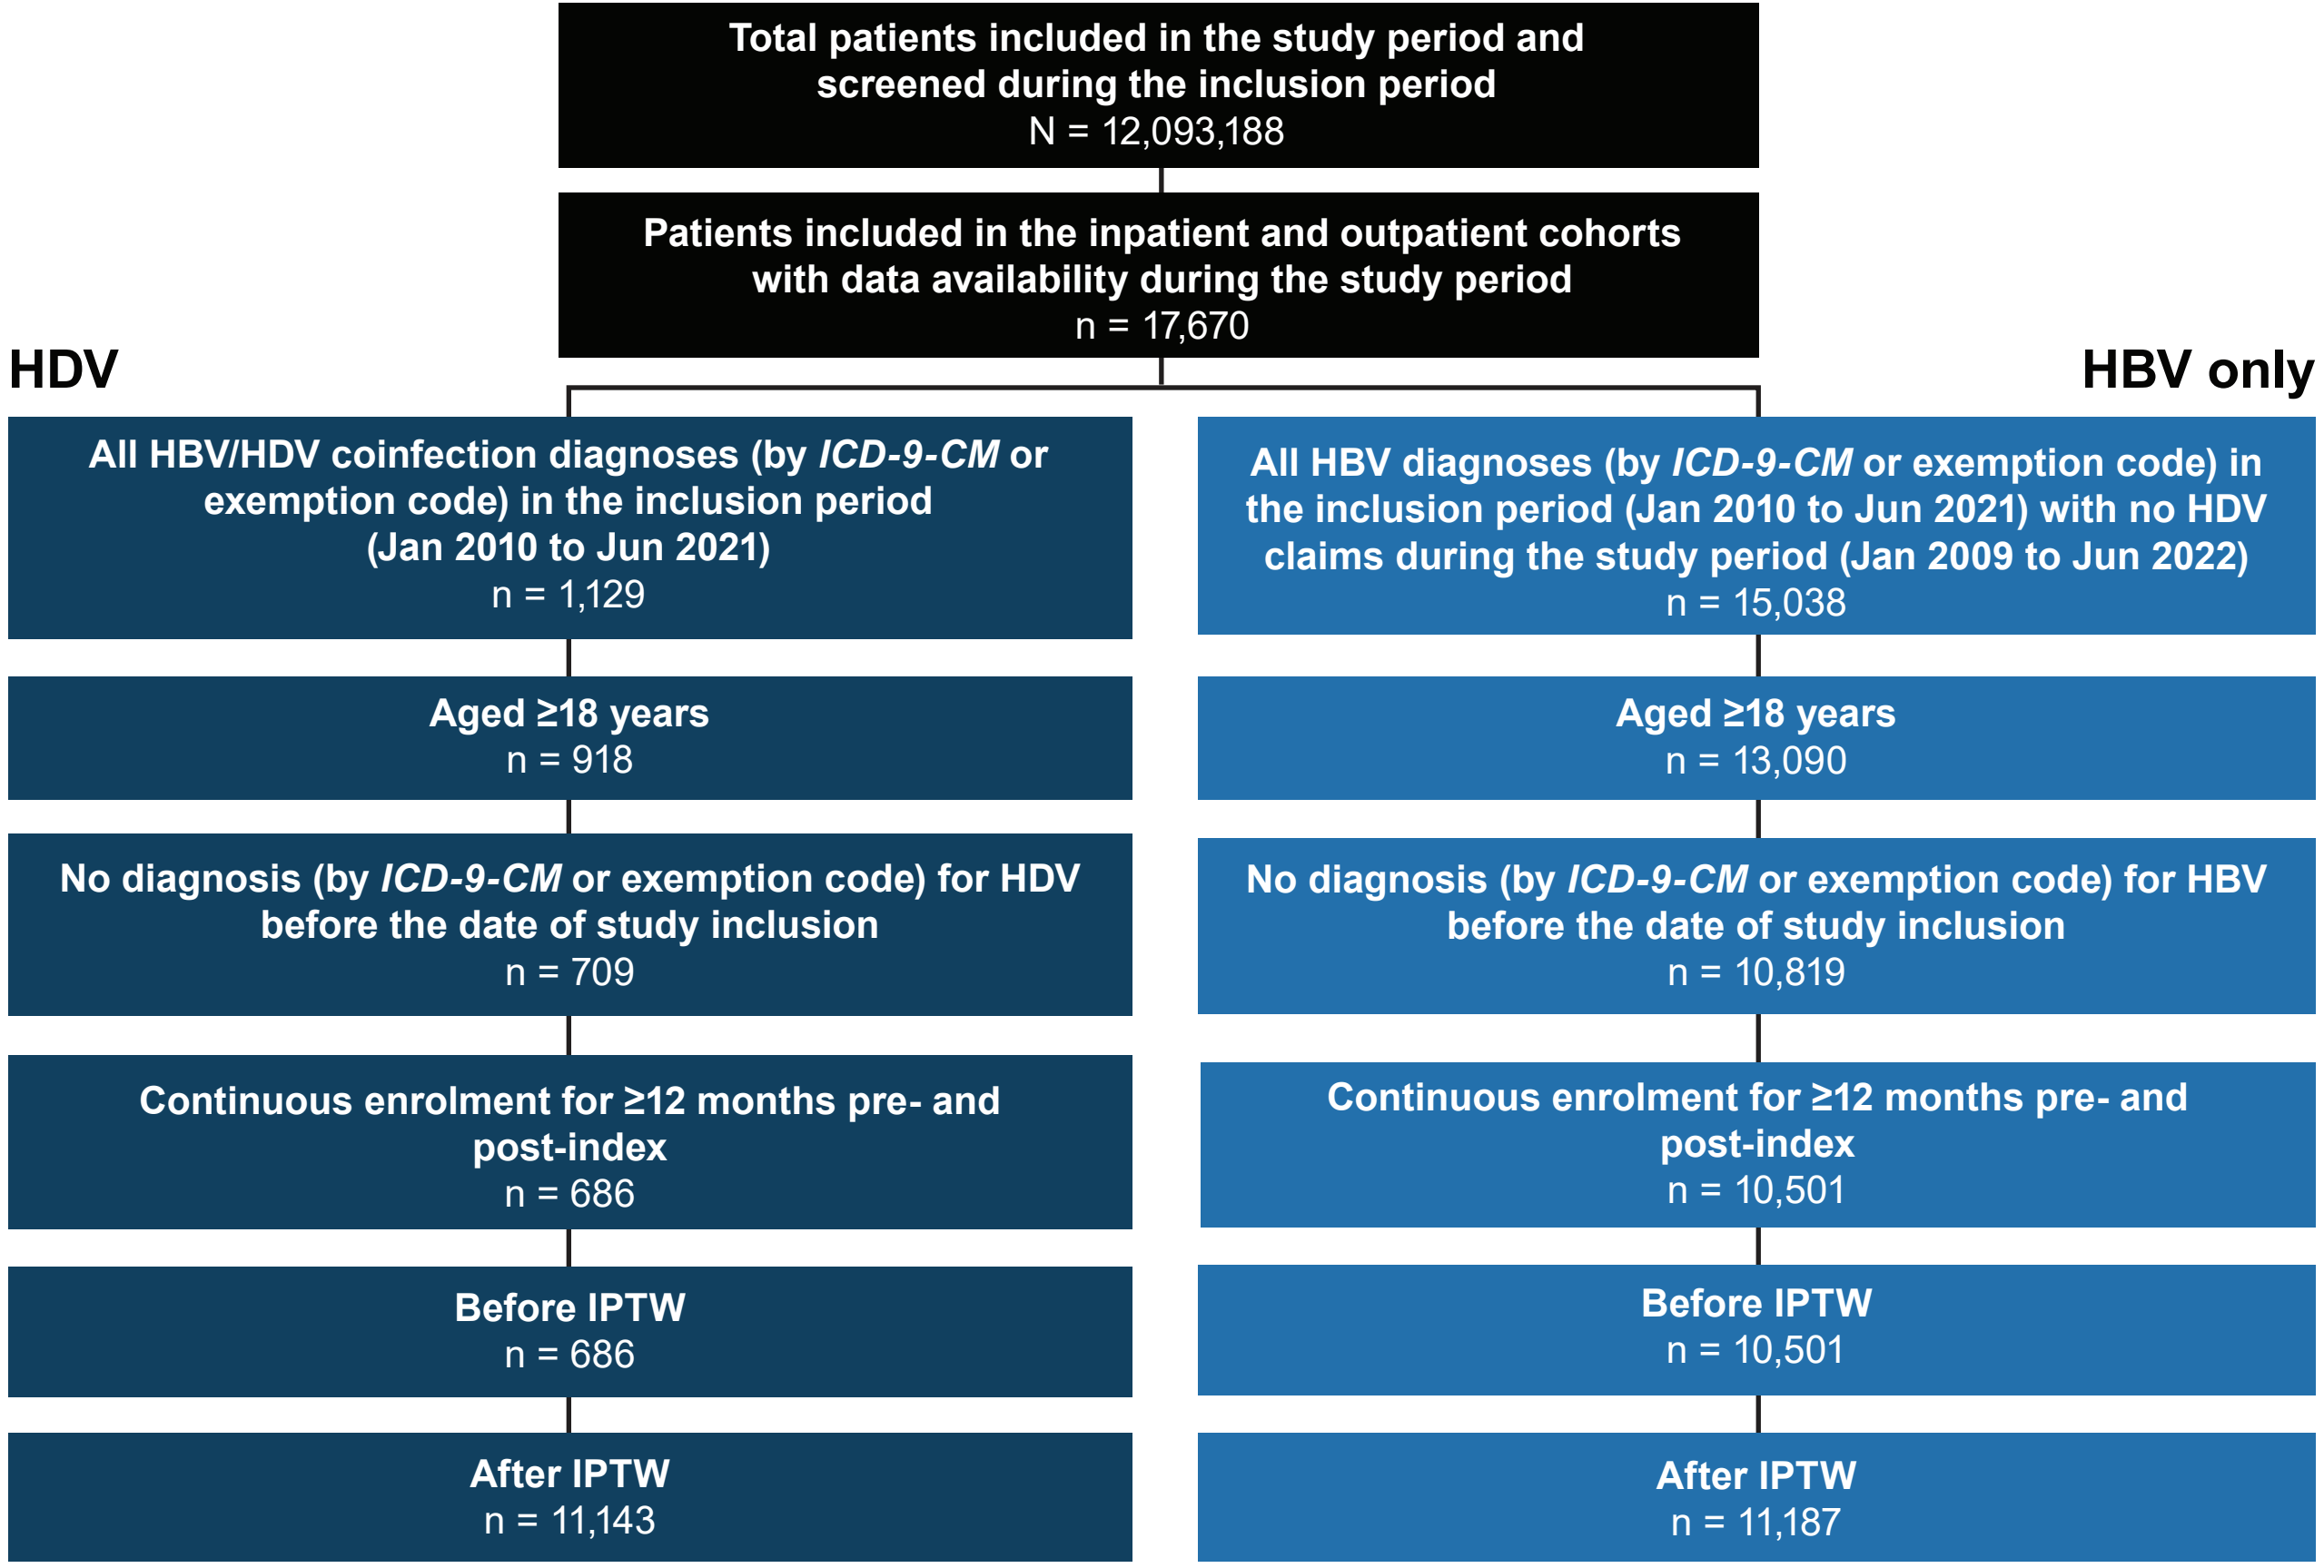 Total patients included in the study period and
screened during the inclusion period
N = 12,093,188
Patients included in the inpatient and outpatient cohorts
with data availability during the study period
n = 17,670
HDV
All HBV/HDV coinfection diagnoses (by ICD-9-CM or
exemption code) in the inclusion period
(Jan 2010 to Jun 2021)
n = 1,129
Aged ≥18 years
n = 918
No diagnosis (by ICD-9-CM or exemption code) for HDV
before the date of study inclusion
n = 709
Continuous enrolment for ≥12 months pre- and
post-index
n = 686
Before IPTW
n = 686
After IPTW
n = 11,143
HBV only
All HBV diagnoses (by ICD-9-CM or exemption code) in
the inclusion period (Jan 2010 to Jun 2021) with no HDV
claims during the study period (Jan 2009 to Jun 2022)
n = 15,038
Aged ≥18 years
n = 13,090
No diagnosis (by ICD-9-CM or exemption code) for HBV
before the date of study inclusion
n = 10,819
Continuous enrolment for ≥12 months pre- and
post-index
n = 10,501
Before IPTW
n = 10,501
After IPTW
n = 11,187